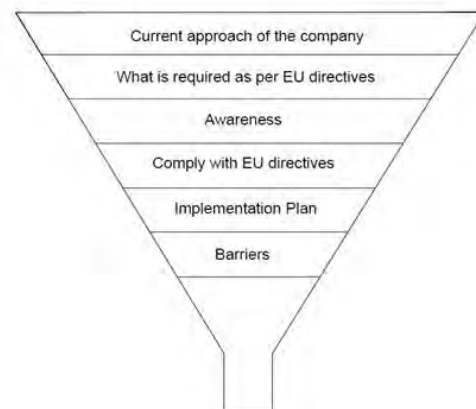 Current approach of the company
What is required as per EU directives
Awareness
Comply with EU directives
Implementation Plan
Barriers